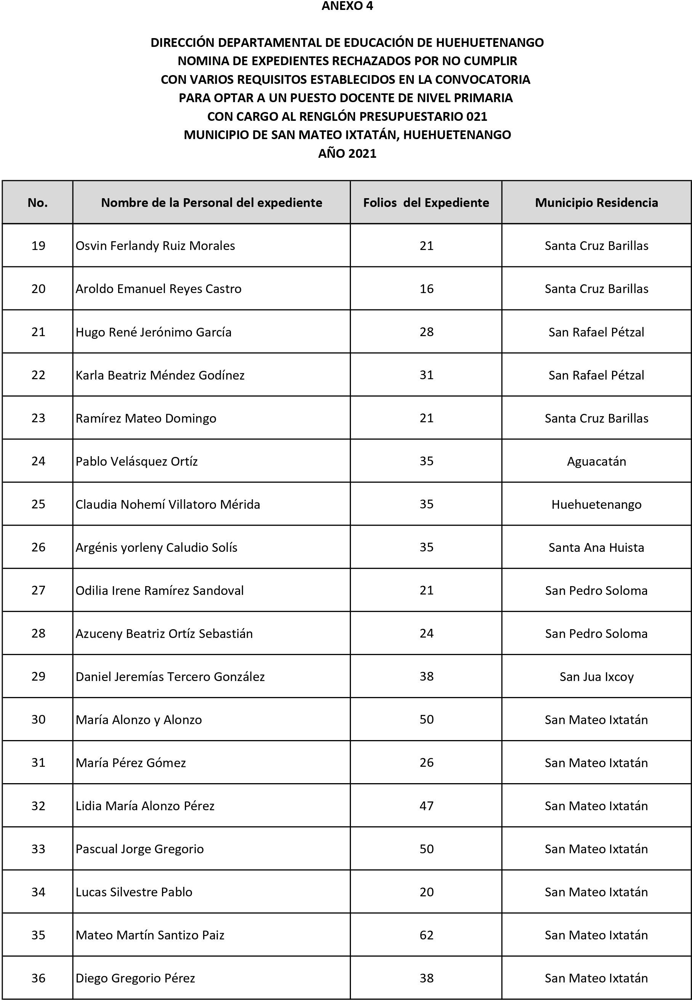 ANEXO 4
DIRECCIÓN DEPARTAMENTAL DE EDUCACIÓN DE HUEHUETENANGO
NOMINA DE EXPEDIENTES RECHAZADOS POR NO CUMPLIR
CON VARIOS REQUISITOS ESTABLECIDOS EN LA CONVOCATORIA
PARA OPTAR A UN PUESTO DOCENTE DE NIVEL PRIMARIA
CON CARGO AL RENGLÓN PRESUPUESTARIO 021
MUNICIPIO DE SAN MATEO IXTATÁN, HUEHUETENANGO
AÑO 2021
No. Nombre de la Personal del expediente Folios del Expediente Municipio Residencia
19 Osvin Ferlandy Ruiz Morales 21 Santa Cruz Barillas
20 Aroldo Emanuel Reyes Castro 16 Santa Cruz Barillas
21 Hugo René Jerónimo García 28 San Rafael Pétzal
22 Karla Beatriz Méndez Godínez 31 San Rafael Pétzal
23 Ramírez Mateo Domingo 21 Santa Cruz Barillas
24 Pablo Velásquez Ortíz 35 Aguacatán
25 Claudia Nohemí Villatoro Mérida 35 Huehuetenango
26 Argénis yorleny Caludio Solís 35 Santa Ana Huista
27 Odilia Irene Ramírez Sandoval 21 San Pedro Soloma
28 Azuceny Beatriz Ortíz Sebastián 24 San Pedro Soloma
29 Daniel Jeremías Tercero González 38 San Jua Ixcoy
30 María Alonzo y Alonzo 50 San Mateo Ixtatán
31 María Pérez Gómez 26 San Mateo Ixtatán
32 Lidia María Alonzo Pérez 47 San Mateo Ixtatán
33 Pascual Jorge Gregorio 50 San Mateo Ixtatán
34 Lucas Silvestre Pablo 20 San Mateo Ixtatán
35 Mateo Martín Santizo Paiz 62 San Mateo Ixtatán
36 Diego Gregorio Pérez 38 San Mateo Ixtatán